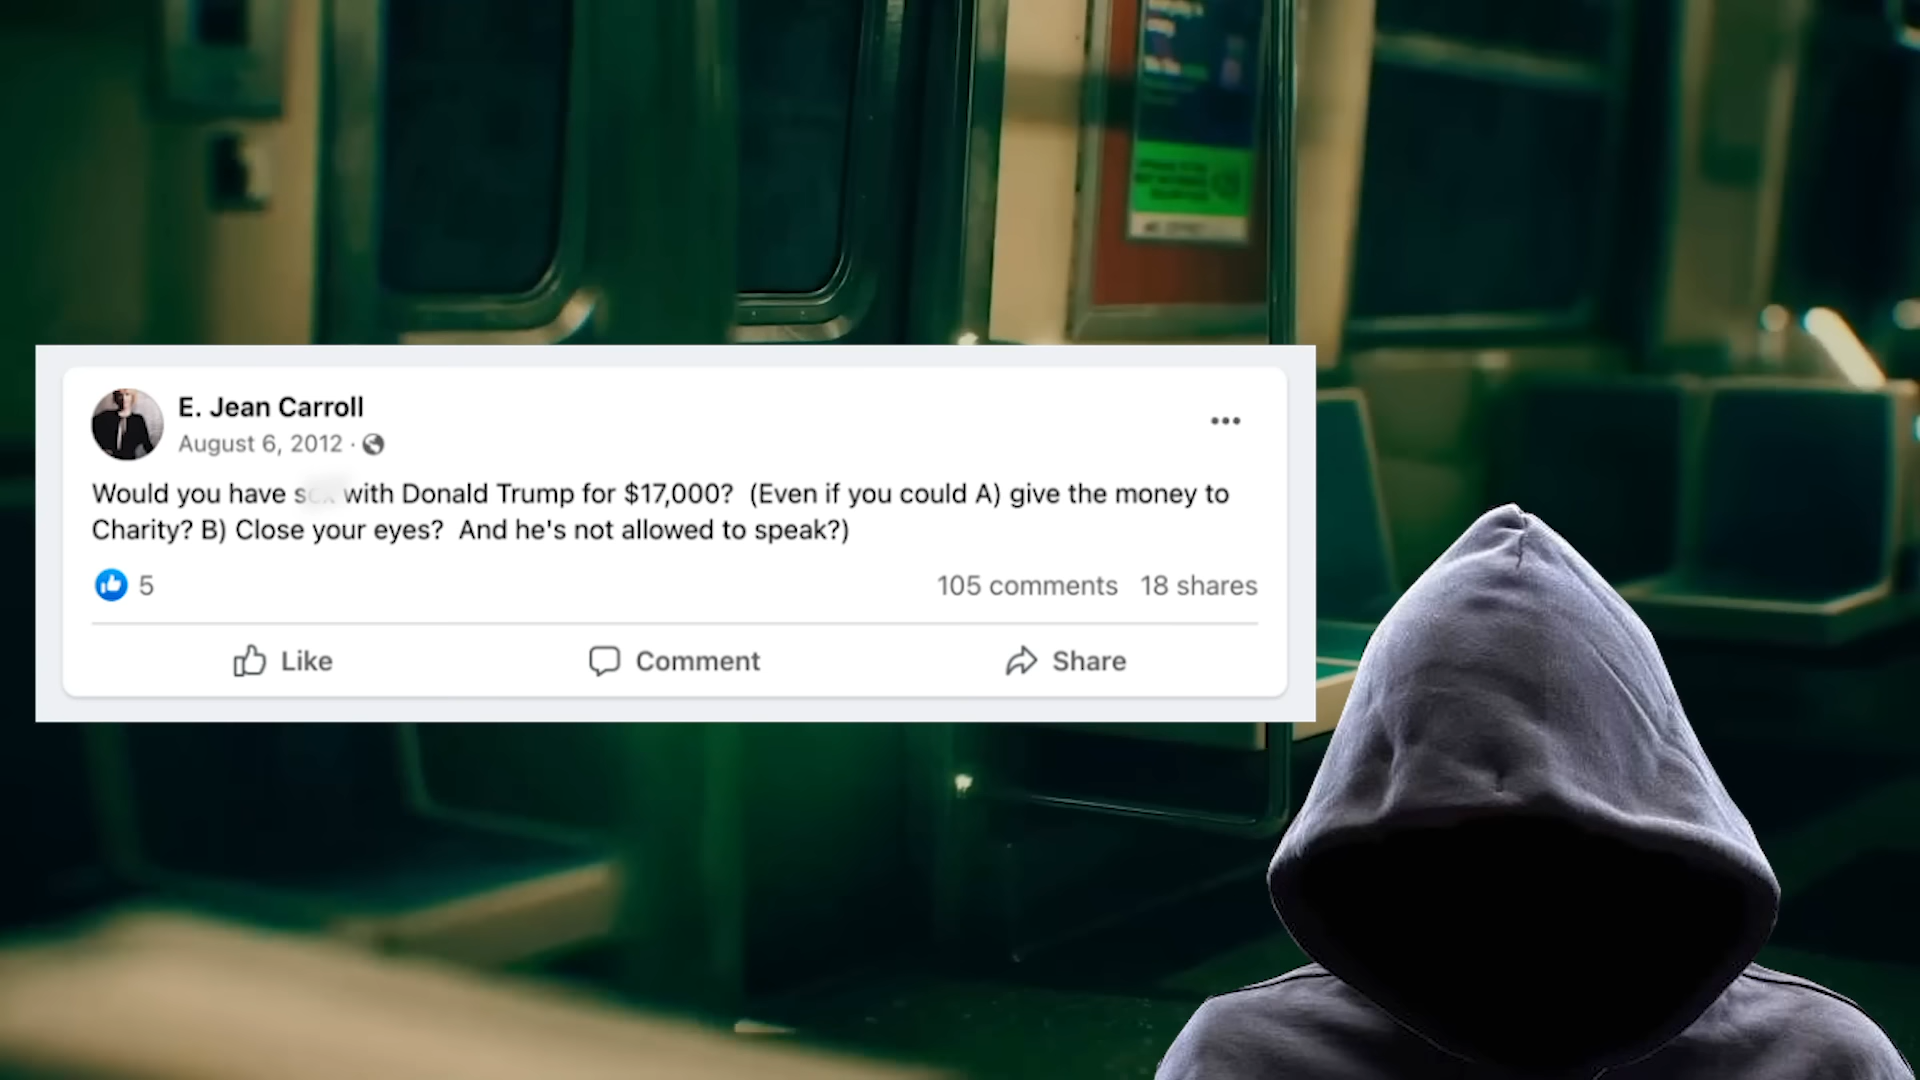 E. Jean Carroll
August 6, 2012 ·
Would you have with Donald Trump for $17,000? (Even if you could A) give the money to
Charity? B) Close your eyes? And he's not allowed to speak?)
5
105 comments 18 shares
Like Comment Share